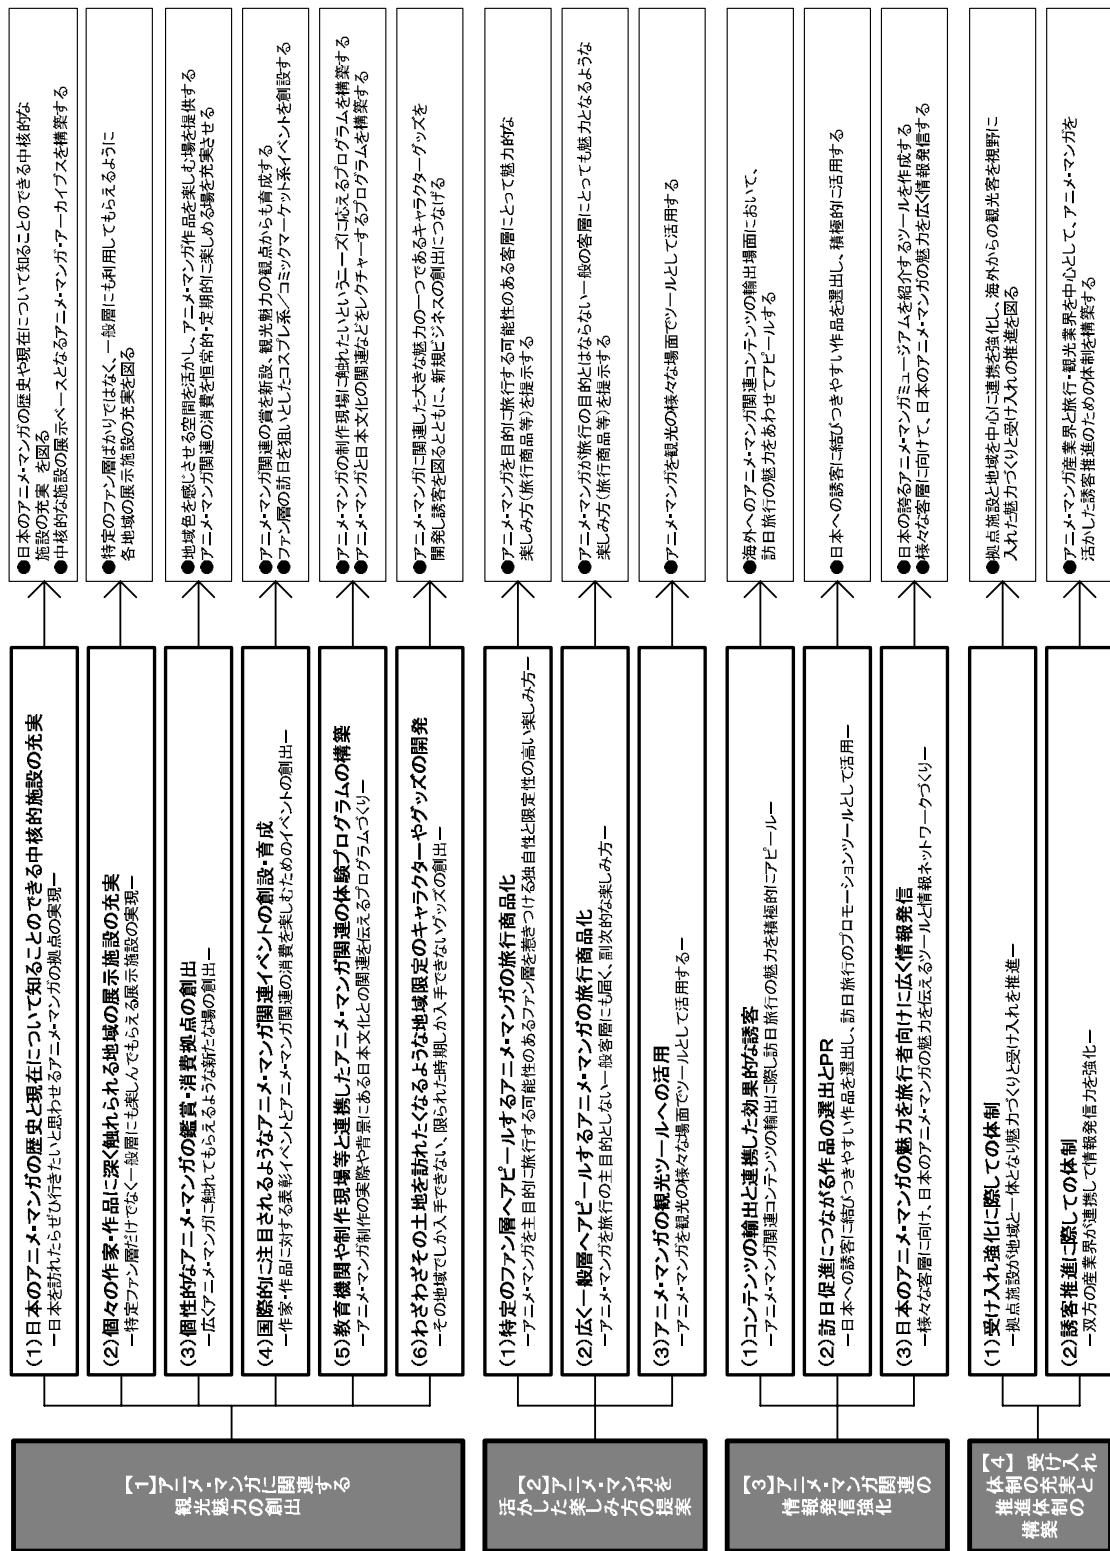 【1】アニメ・マンガに関連する
観光魅力の創出
(1)日本のアニメ・マンガの歴史と現在について知ることのできる中核的施設の充実
ー日本を訪れたらぜひ行きたいと思わせるアニメ・マンガの拠点の実現ー
●日本のアニメ・マンガの歴史や現在について知ることのできる中核的な
施設の充実 を図る
●中核的な施設の展示ベースとなるアニメ・マンガ・アーカイブスを構築する
(2)個々の作家・作品に深く触れられる地域の展示施設の充実
ー特定ファン層だけでなく一般層にも楽しんでもらえる展示施設の実現ー
●特定のファン層ばかりではなく、一般層にも利用してもらえるように
各地域の展示施設の充実を図る
(3)個性的なアニメ・マンガの鑑賞・消費拠点の創出
ー広くアニメ・マンガに触れてもらえるような新たな場の創出ー
●地域色を感じさせる空間を活かし、アニメ・マンガ作品を楽しむ場を提供する
●アニメ・マンガ関連の消費を恒常的・定期的に楽しめる場を充実させる
(4)国際的に注目されるようなアニメ・マンガ関連イベントの創設・育成
ー作家・作品に対する表彰イベントとアニメ・マンガ関連の消費を楽しむためのイベントの創出ー
●アニメ・マンガ関連の賞を新設、観光魅力の観点からも育成する
●ファン層の訪日を狙いとしたコスプレ系／コミックマーケット系イベントを創設する
(5)教育機関や制作現場等と連携したアニメ・マンガ関連の体験プログラムの構築
ーアニメ・マンガ制作の実際や背景にある日本文化との関連を伝えるプログラムづくりー
●アニメ・マンガの制作現場に触れたいというニーズに応えるプログラムを構築する
●アニメ・マンガと日本文化の関連などをレクチャーするプログラムを構築する
(6)わざわざその土地を訪れたくなるような地域限定のキャラクターやグッズの開発
ーその地域でしか入手できない、限られた時期しか入手できないグッズの創出ー
●アニメ・マンガに関連した大きな魅力の一つであるキャラクターグッズを
開発し誘客を図るとともに、新規ビジネスの創出につなげる
【2】アニメ・マンガを
活かした楽しみ方の提案
(1)特定のファン層へアピールするアニメ・マンガの旅行商品化
ーアニメ・マンガを主目的に旅行する可能性のあるファン層を惹きつける独自性と限定性の高い楽しみ方ー
●アニメ・マンガを目的に旅行する可能性のある客層にとって魅力的な
楽しみ方(旅行商品等)を提示する
(2)広く一般層へアピールするアニメ・マンガの旅行商品化
ーアニメ・マンガを旅行の主目的としない一般客層にも届く、副次的な楽しみ方ー
●アニメ・マンガが旅行の目的とはならない一般の客層にとっても魅力となるような
楽しみ方(旅行商品等)を提示する
(3)アニメ・マンガの観光ツールへの活用
ーアニメ・マンガを観光の様々な場面でツールとして活用するー
●アニメ・マンガを観光の様々な場面でツールとして活用する
【3】アニメ・マンガ関連の
情報発信強化
(1)コンテンツの輸出と連携した効果的な誘客
ーアニメ・マンガ関連コンテンツの輸出に際し訪日旅行の魅力を積極的にアピールー
●海外へのアニメ・マンガ関連コンテンツの輸出場面において、
訪日旅行の魅力をあわせてアピールする
(2)訪日促進につながる作品の選出とPR
ー日本への誘客に結びつきやすい作品を選出し、訪日旅行のプロモーションツールとして活用ー
●日本への誘客に結びつきやすい作品を選出し、積極的に活用する
(3)日本のアニメ・マンガの魅力を旅行者向けに広く情報発信
ー様々な客層に向け、日本のアニメ・マンガの魅力を伝えるツールと情報ネットワークづくりー
●日本の誇るアニメ・マンガミュージアムを紹介するツールを作成する
●様々な客層に向けて、日本のアニメ・マンガの魅力を広く情報発信する
【4】受け入れ
体制の充実と
推進体制の
構築
(1)受け入れ強化に際しての体制
ー拠点施設が地域と一体となり魅力づくりと受け入れを推進ー
●拠点施設と地域を中心に連携を強化し、海外からの観光客を視野に
入れた魅力づくりと受け入れの推進を図る
(2)誘客推進に際しての体制
ー双方の産業界が連携して情報発信力を強化ー
●アニメ・マンガ産業界と旅行・観光業界を中心として、アニメ・マンガを
活かした誘客推進のための体制を構築する